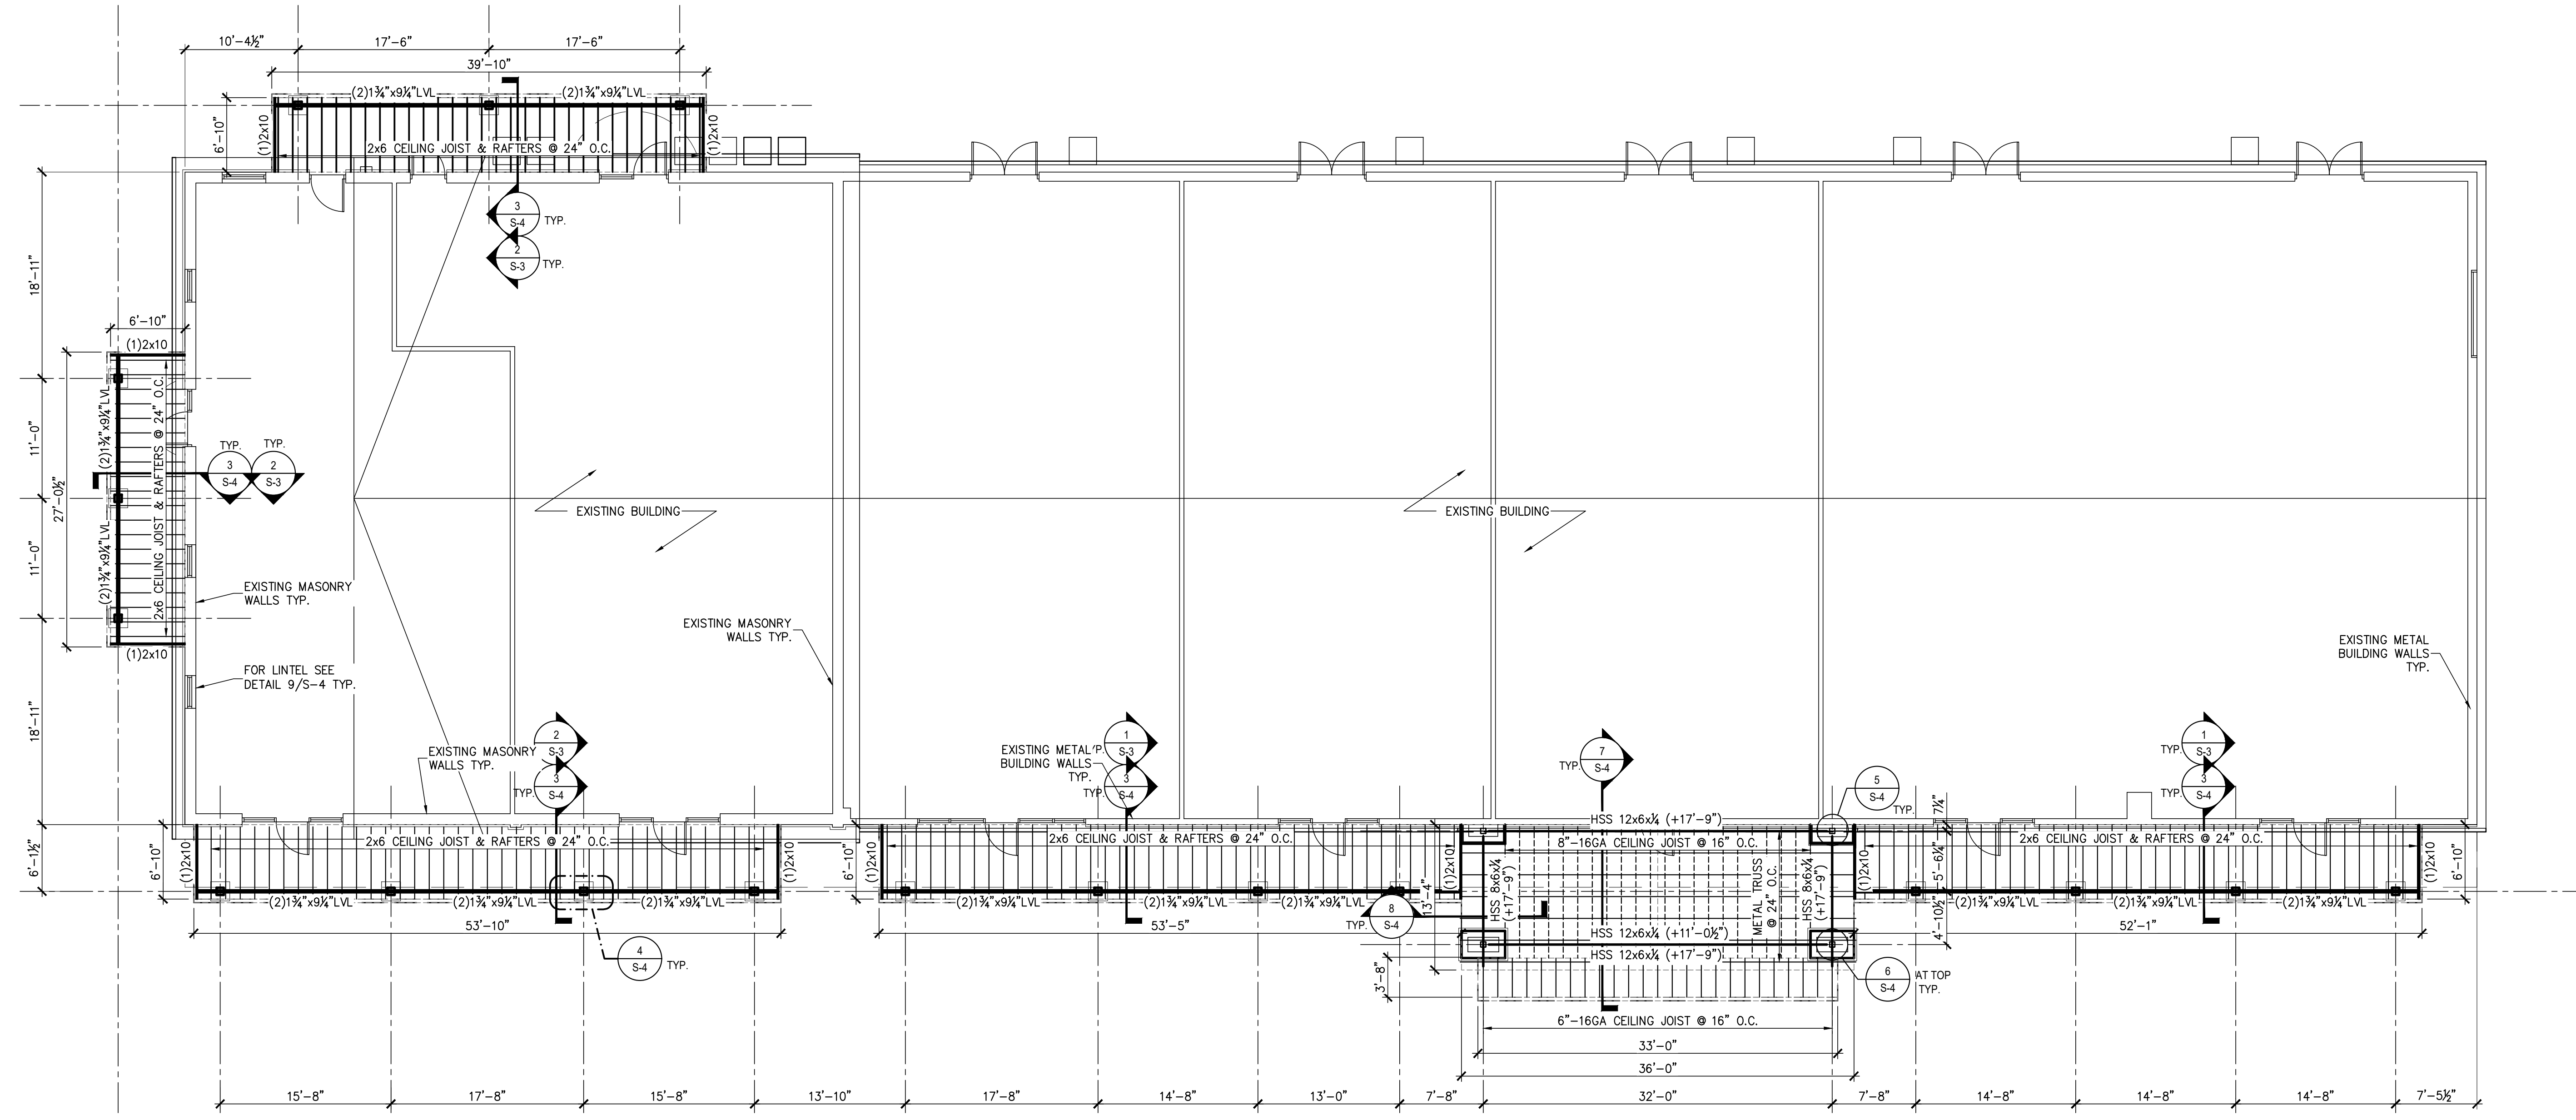 10'-4½"
17'-6"
17'-6"
39'-10"
(2)1¾"x9¼"LVL
(2)1¾"x9¼"LVL
6'-10"
(1)2x10
(1)2x10
2x6 CEILING JOIST & RAFTERS @ 24" O.C.
3
S-4
TYP.
2
S-3
TYP.
18'-11"
11'-0"
11'-0"
18'-11"
27'-0½"
6'-10"
(1)2x10
(2)1¾"x9¼"LVL
(2)1¾"x9¼"LVL
2x6 CEILING JOIST & RAFTERS @ 24" O.C.
(1)2x10
TYP.
3
S-4
TYP.
2
S-3
EXISTING BUILDING
EXISTING BUILDING
EXISTING MASONRY
WALLS TYP.
EXISTING MASONRY
WALLS TYP.
FOR LINTEL SEE
DETAIL 9/S-4 TYP.
EXISTING METAL
BUILDING WALLS
TYP.
EXISTING MASONRY
WALLS TYP.
2
S-3
3
S-4
TYP.
EXISTING METAL
BUILDING WALLS
TYP.
P.
1
S-3
3
S-4
TYP.
7
S-4
TYP.
5
S-4
TYP.
1
S-3
TYP.
3
S-4
TYP.
7¼"
6'-1½"
6'-10"
(1)2x10
2x6 CEILING JOIST & RAFTERS @ 24" O.C.
(1)2x10
(2)1¾"x9¼"LVL
(2)1¾"x9¼"LVL
(2)1¾"x9¼"LVL
53'-10"
4
S-4
TYP.
6'-10"
(1)2x10
2x6 CEILING JOIST & RAFTERS @ 24" O.C.
(1)2x10
(2)1¾"x9¼"LVL
(2)1¾"x9¼"LVL
(2)1¾"x9¼"LVL
53'-5"
8
S-4
TYP.
13'-4"
HSS 12x6x¼ (+17'-9")
8"-16GA CEILING JOIST @ 16" O.C.
HSS 8x6x¼
(+17'-9")
METAL TRUSS
@ 24" O.C.
HSS 8x6x¼
(+17'-9")
HSS 12x6x¼ (+11'-0½")
HSS 12x6x¼ (+17'-9")
3'-8"
6"-16GA CEILING JOIST @ 16" O.C.
33'-0"
36'-0"
6
S-4
AT TOP
TYP.
(1)2x10
5'-6¼"
4'-10½"
2x6 CEILING JOIST & RAFTERS @ 24" O.C.
(1)2x10
6'-10"
(2)1¾"x9¼"LVL
(2)1¾"x9¼"LVL
(2)1¾"x9¼"LVL
52'-1"
15'-8"
17'-8"
15'-8"
13'-10"
17'-8"
14'-8"
13'-0"
7'-8"
32'-0"
7'-8"
14'-8"
14'-8"
14'-8"
7'-5½"